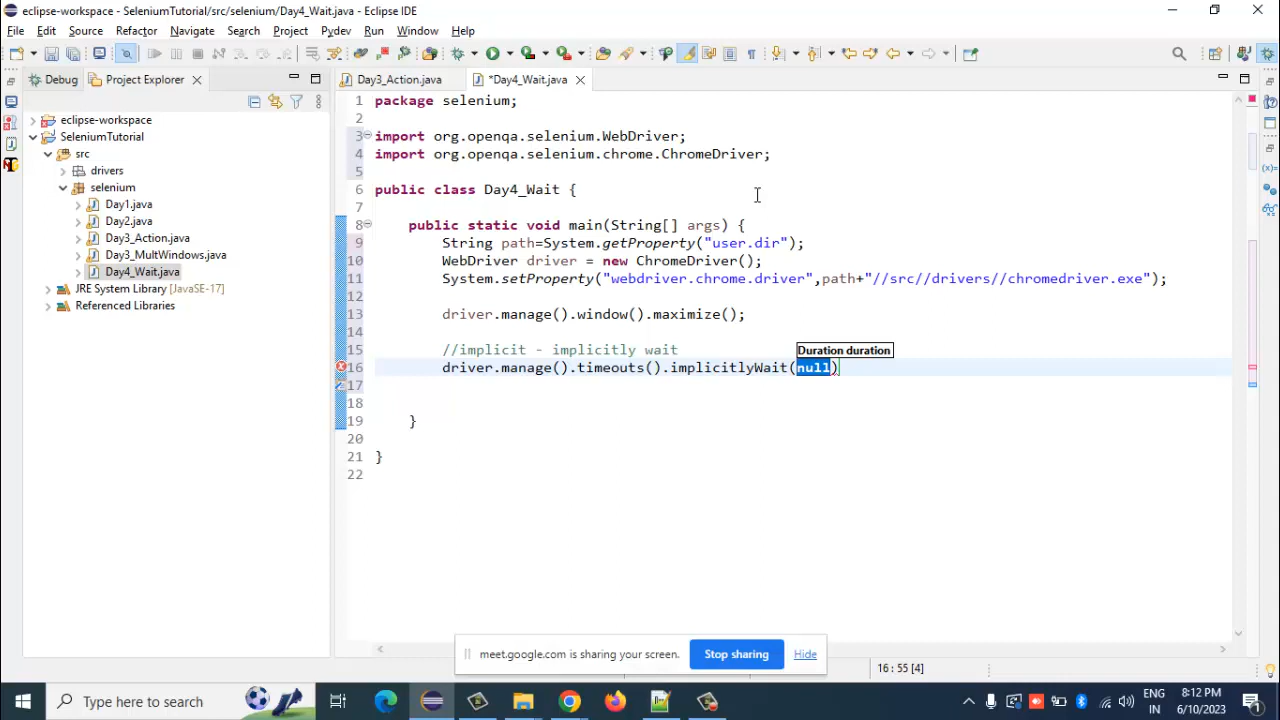 eclipse-workspace - SeleniumTutorial/src/selenium/Day4_Wait.java - Eclipse IDE
File Edit Source Refactor Navigate Search Project Pydev Run Window Help
Debug Project Explorer Day3_Action.java *Day4_Wait.java
eclipse-workspace
SeleniumTutorial
src
drivers
selenium
Day1.java
Day2.java
Day3_Action.java
Day3_MultWindows.java
Day4_Wait.java
JRE System Library [JavaSE-17]
Referenced Libraries
1 package selenium;
2
3 import org.openqa.selenium.WebDriver;
4 import org.openqa.selenium.chrome.ChromeDriver;
5
6 public class Day4_Wait {
7
8 public static void main(String[] args) {
9 String path=System.getProperty("user.dir");
10 WebDriver driver = new ChromeDriver();
11 System.setProperty("webdriver.chrome.driver",path+"//src//drivers//chromedriver.exe");
12
13 driver.manage().window().maximize();
14
15 //implicit - implicitly wait
Duration duration
16 driver.manage().timeouts().implicitlyWait(null)
17
18
19 }
20
21 }
22
meet.google.com is sharing your screen. Stop sharing Hide
16 : 55 [4]
Type here to search
ENG
IN
8:12 PM
6/10/2023
1